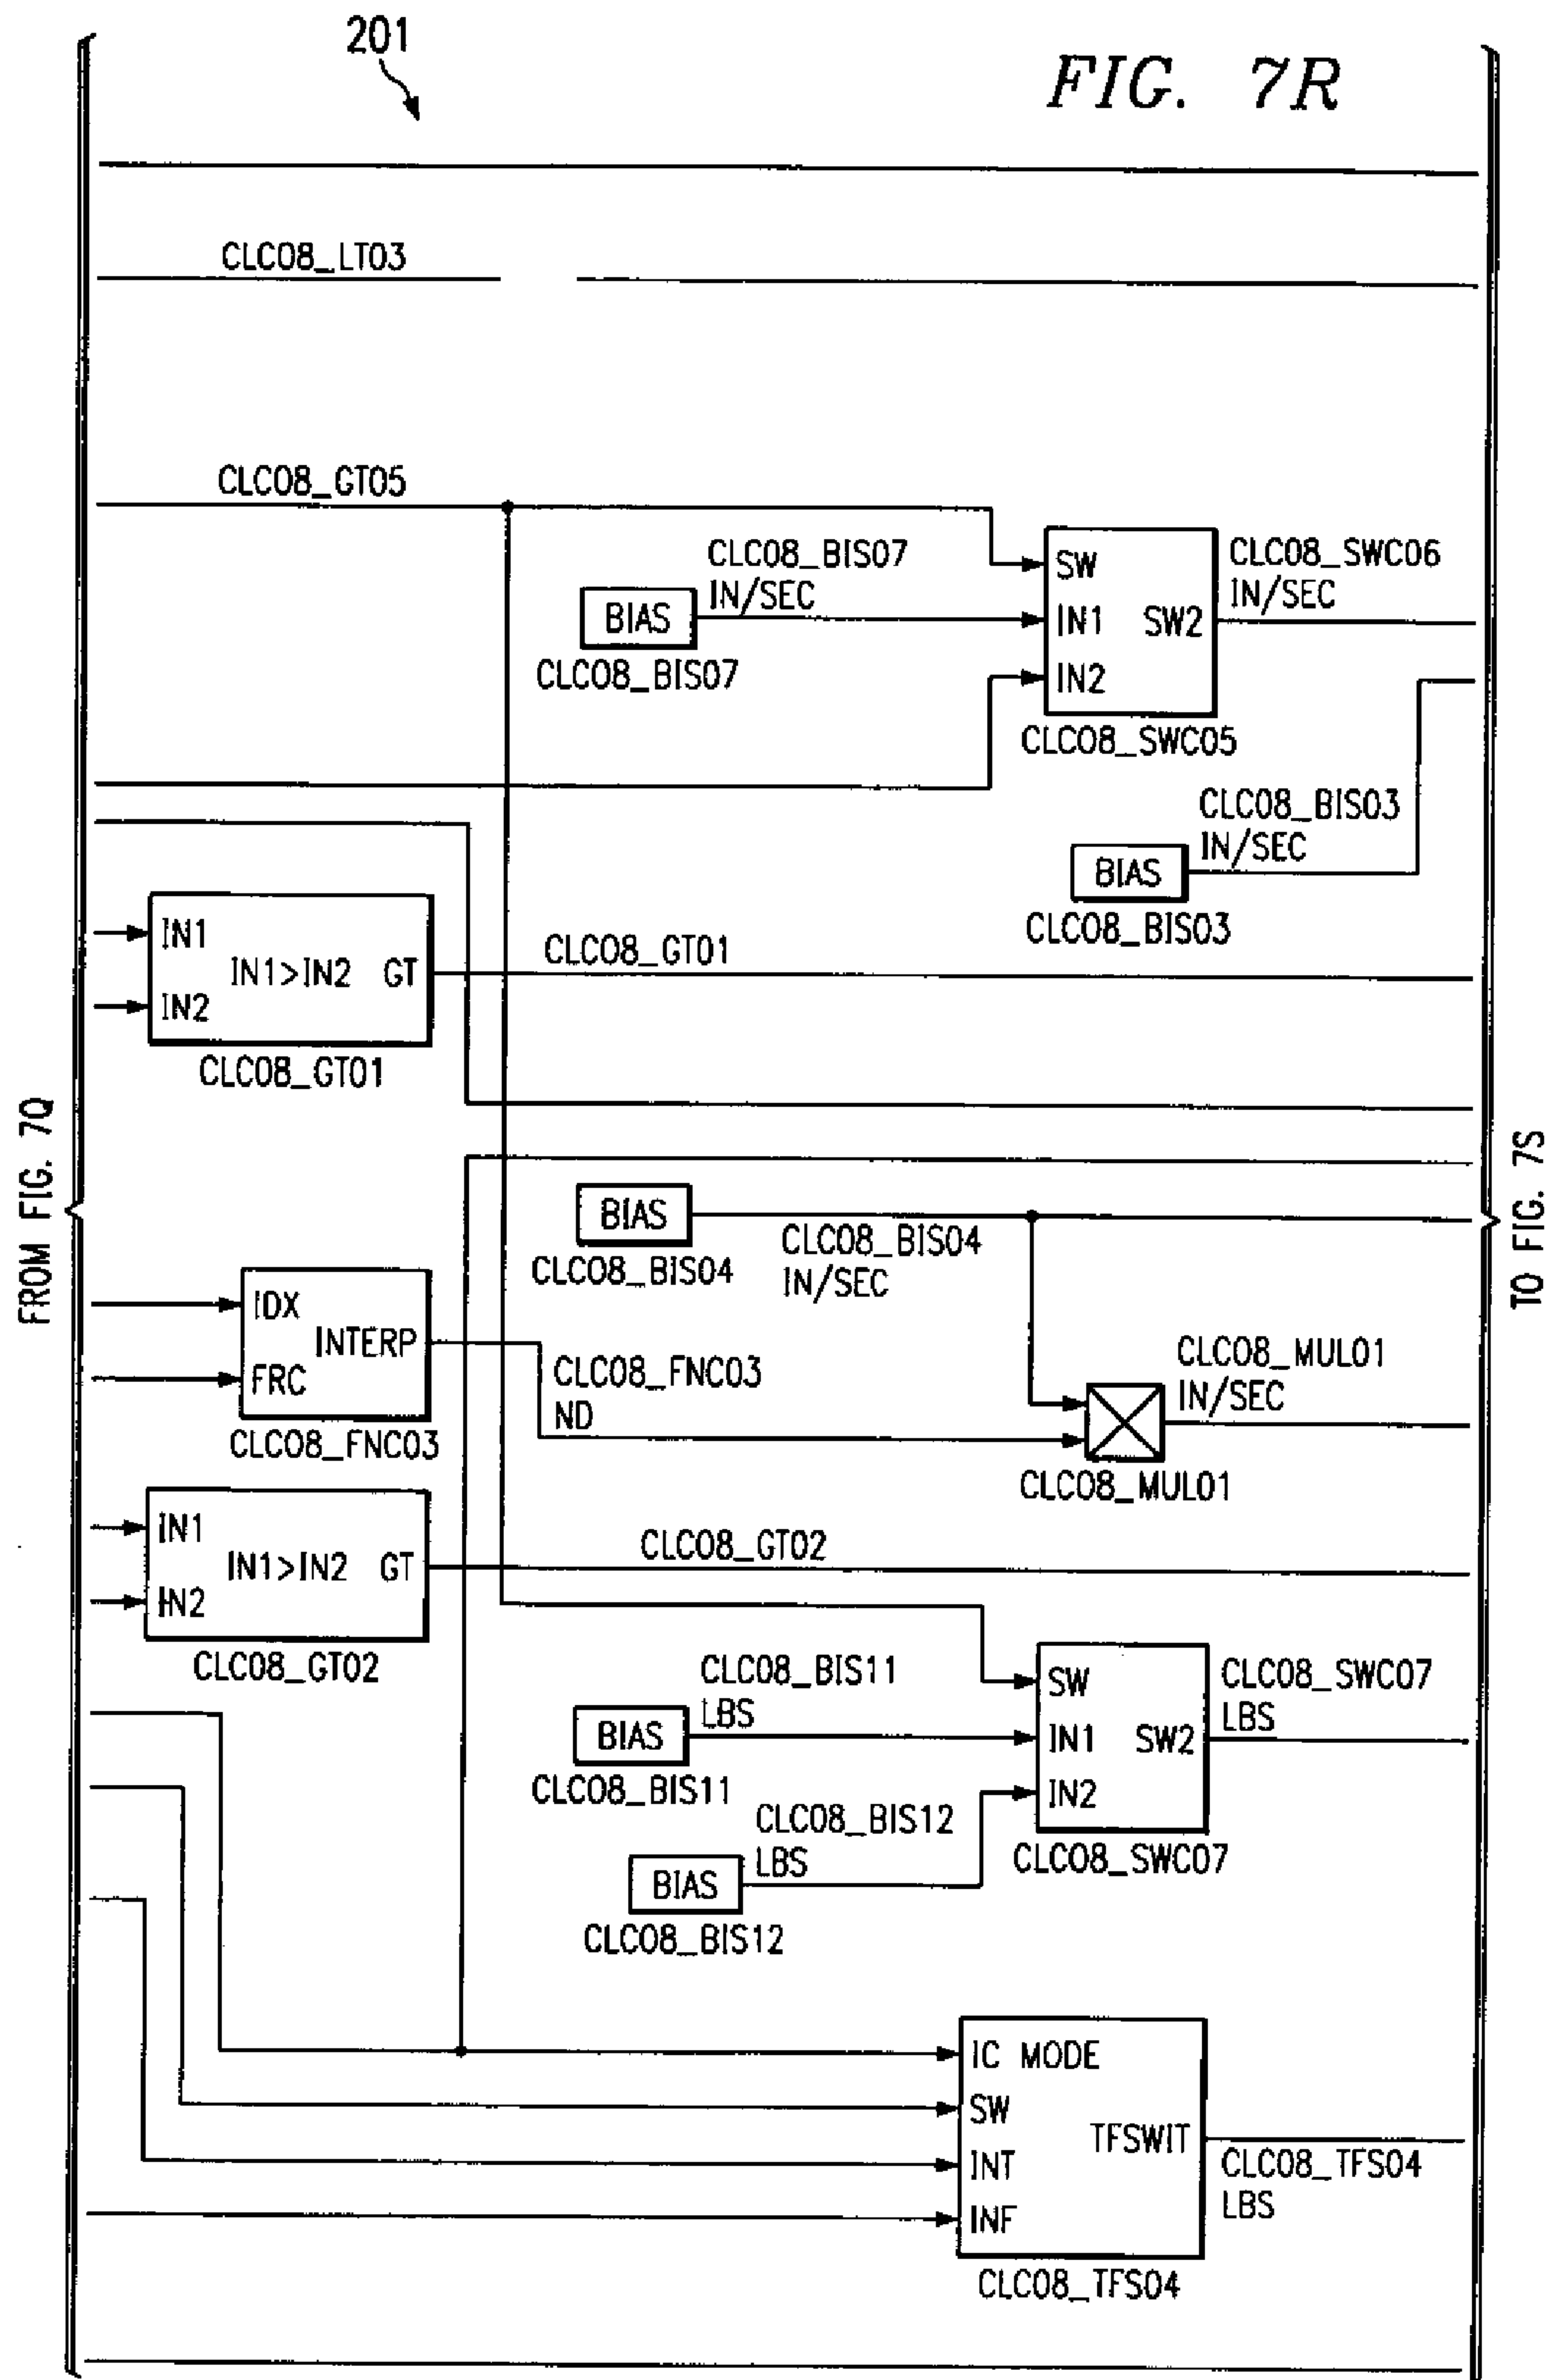 201
FIG. 7R
CLC08_LT03
CLC08_GT05
CLC08_BIS07
IN/SEC
BIAS
CLC08_BIS07
SW
IN1 SW2
IN2
CLC08_SWC05
CLC08_SWC06
IN/SEC
CLC08_BIS03
IN/SEC
BIAS
CLC08_BIS03
IN1
IN1>IN2 GT
IN2
CLC08_GT01
CLC08_GT01
FROM FIG. 7Q
TO FIG. 7S
BIAS
CLC08_BIS04
CLC08_BIS04
IN/SEC
IDX
INTERP
FRC
CLC08_FNC03
CLC08_FNC03
ND
CLC08_MUL01
IN/SEC
CLC08_MUL01
IN1
IN1>IN2 GT
IN2
CLC08_GT02
CLC08_GT02
CLC08_BIS11
LBS
BIAS
CLC08_BIS11
SW
IN1 SW2
IN2
CLC08_SWC07
CLC08_SWC07
LBS
CLC08_BIS12
LBS
BIAS
CLC08_BIS12
IC MODE
SW
TFSWIT
INT
INF
CLC08_TFS04
CLC08_TFS04
LBS